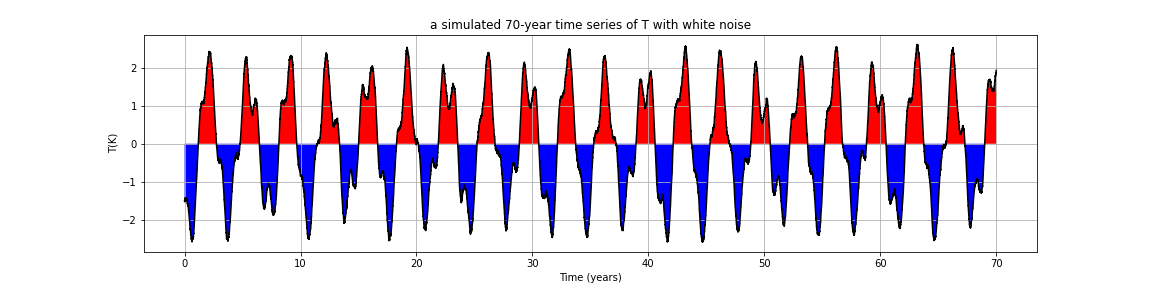 a simulated 70-year time series of T with white noise
T(K)
2
1
0
−1
−2
0 10 20 30 40 50 60 70
Time (years)